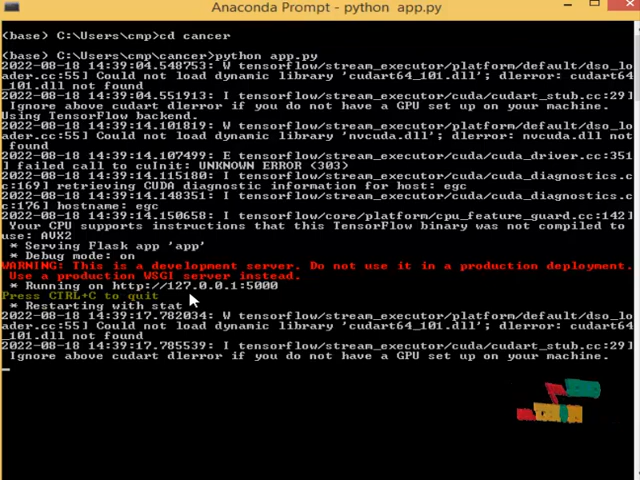 Anaconda Prompt - python  app.py
(base) C:\Users\cmp>cd cancer
(base) C:\Users\cmp\cancer>python app.py
2022-08-18 14:39:04.548753: W tensorflow/stream_executor/platform/default/dso_lo
ader.cc:55] Could not load dynamic library 'cudart64_101.dll'; dlerror: cudart64
_101.dll not found
2022-08-18 14:39:04.551913: I tensorflow/stream_executor/cuda/cudart_stub.cc:29]
Ignore above cudart dlerror if you do not have a GPU set up on your machine.
Using TensorFlow backend.
2022-08-18 14:39:14.101819: W tensorflow/stream_executor/platform/default/dso_lo
ader.cc:55] Could not load dynamic library 'nvcuda.dll'; dlerror: nvcuda.dll not
found
2022-08-18 14:39:14.107499: E tensorflow/stream_executor/cuda/cuda_driver.cc:351
] failed call to cuInit: UNKNOWN ERROR (303)
2022-08-18 14:39:14.115180: I tensorflow/stream_executor/cuda/cuda_diagnostics.c
c:169] retrieving CUDA diagnostic information for host: egc
2022-08-18 14:39:14.148351: I tensorflow/stream_executor/cuda/cuda_diagnostics.c
c:176] hostname: egc
2022-08-18 14:39:14.150658: I tensorflow/core/platform/cpu_feature_guard.cc:142]
Your CPU supports instructions that this TensorFlow binary was not compiled to
use: AVX2
* Serving Flask app 'app'
* Debug mode: on
WARNING: This is a development server. Do not use it in a production deployment.
Use a production WSGI server instead.
* Running on http://127.0.0.1:5000
Press CTRL+C to quit
* Restarting with stat
2022-08-18 14:39:17.782034: W tensorflow/stream_executor/platform/default/dso_lo
ader.cc:55] Could not load dynamic library 'cudart64_101.dll'; dlerror: cudart64
_101.dll not found
2022-08-18 14:39:17.785539: I tensorflow/stream_executor/cuda/cudart_stub.cc:29]
Ignore above cudart dlerror if you do not have a GPU set up on your machine.